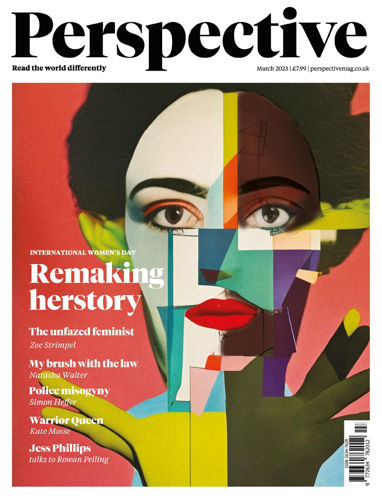 Perspective
Read the world differently
March 2023 | £7.99 | perspectivemag.co.uk
INTERNATIONAL WOMEN'S DAY
Remaking
herstory
The unfazed feminist
Zoe Strimpel
My brush with the law
Natasha Walter
Police misogyny
Simon Heffer
Warrior Queen
Kate Mosse
Jess Phillips
talks to Rowan Pelling